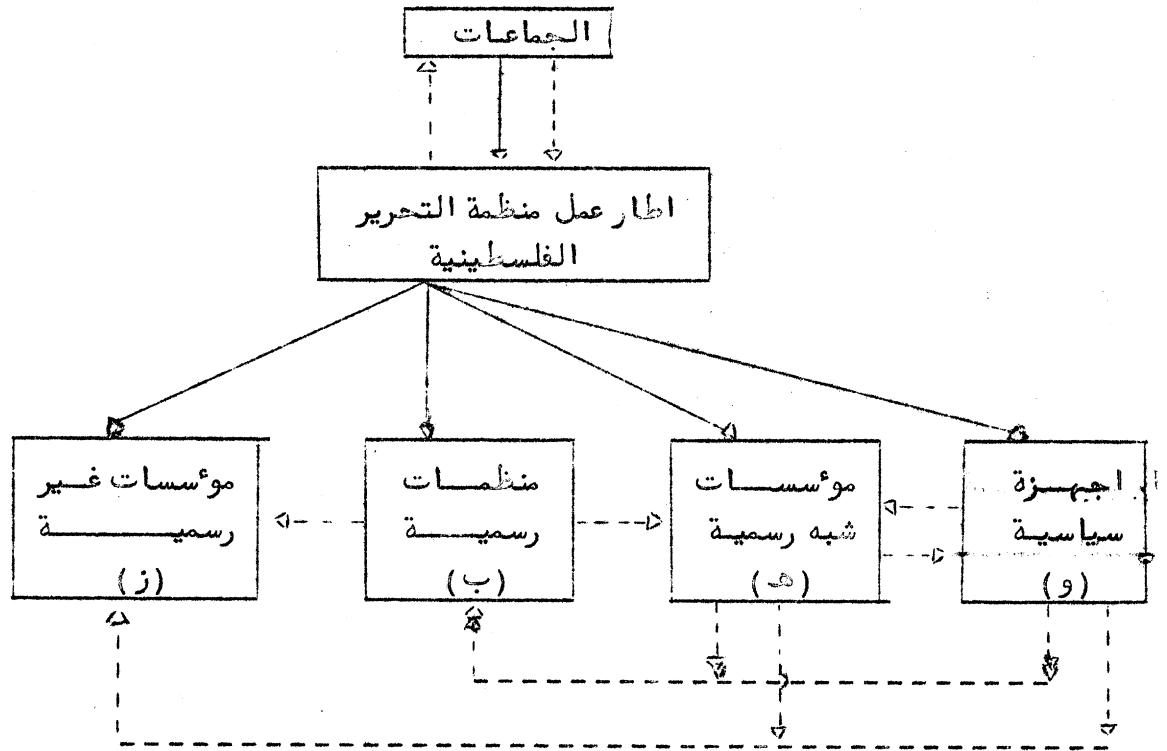 الجماعات
اطار عمل منظمة التحرير
الفلسطينية
اجهزة
سياسية
(و)
مؤسسات
شبه رسمية
(هـ)
منظمات
رسمية
(ب)
مؤسسات غير
رسمية
(ز)